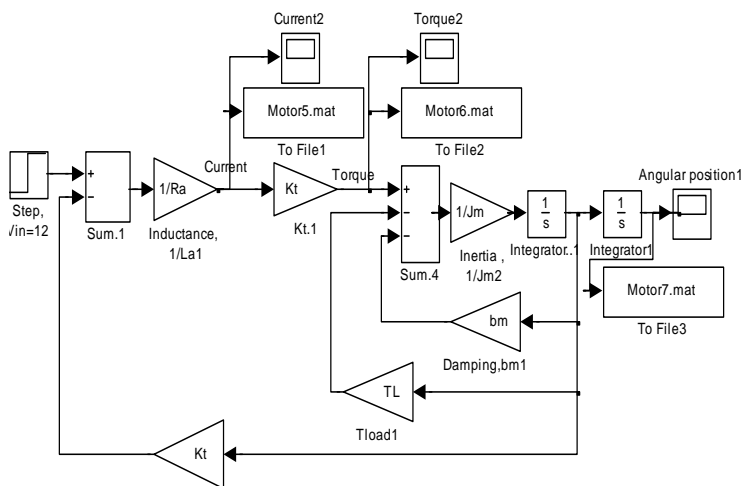 Current2
Torque2
Motor5.mat
Motor6.mat
To File1
To File2
Current
Torque
Angular position1
+
−
1/Ra
Kt
+
−
−
1/Jm
1
s
1
s
Step,
Vin=12
Sum.1
Inductance,
1/La1
Kt.1
Sum.4
Inertia ,
1/Jm2
Integrator..1
Integrator1
Motor7.mat
To File3
bm
Damping,bm1
TL
Tload1
Kt